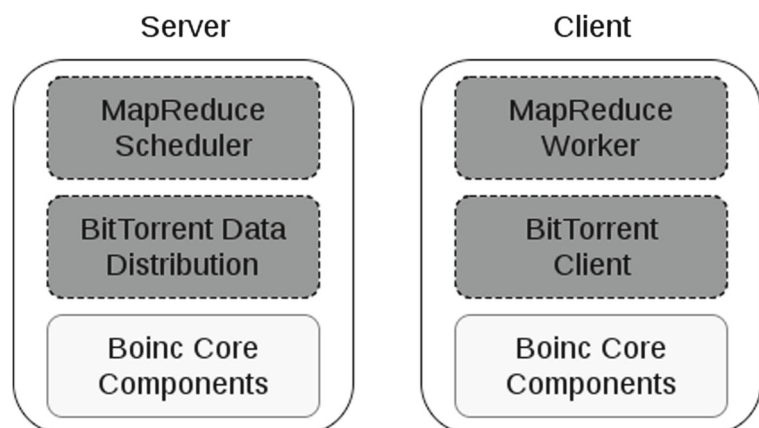 Server
MapReduce
Scheduler
BitTorrent Data
Distribution
Boinc Core
Components
Client
MapReduce
Worker
BitTorrent
Client
Boinc Core
Components